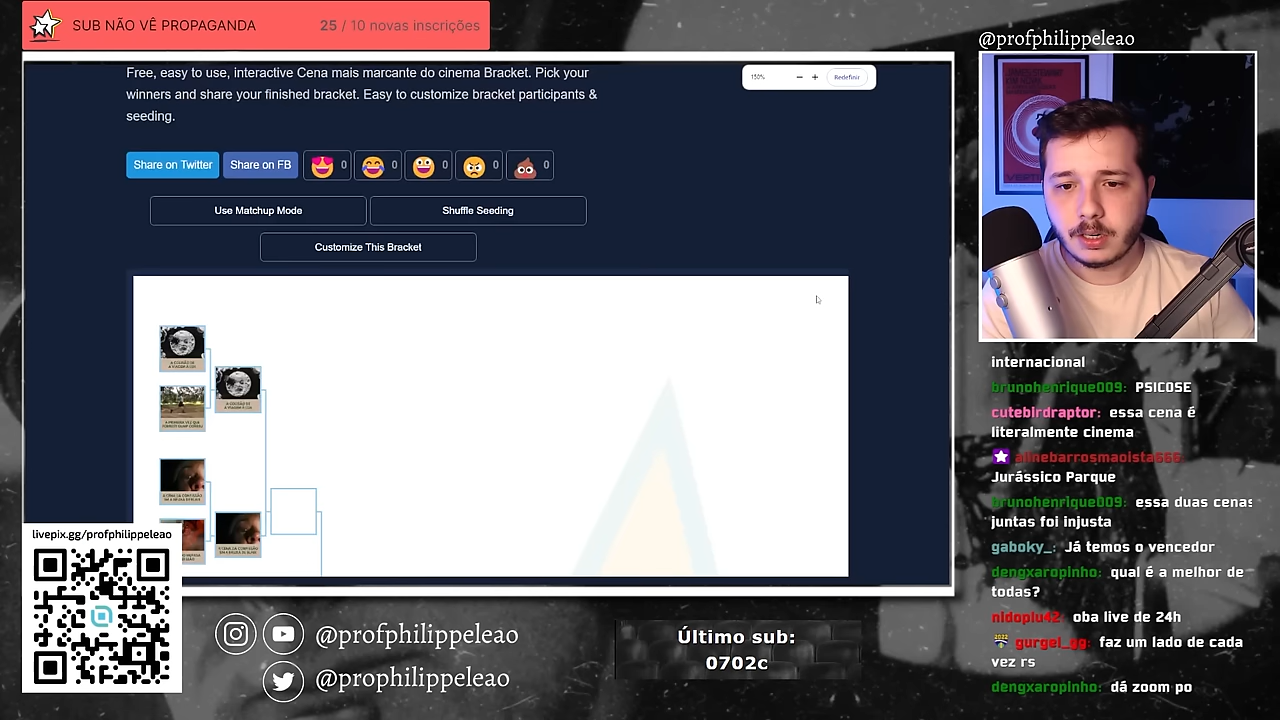 SUB NÃO VÊ PROPAGANDA
25 / 10 novas inscrições
@profphilippeleao
Free, easy to use, interactive Cena mais marcante do cinema Bracket. Pick your
winners and share your finished bracket. Easy to customize bracket participants &
seeding.
150%
Redefinir
Share on Twitter
Share on FB
0
0
0
0
0
Use Matchup Mode
Shuffle Seeding
Customize This Bracket
livepix.gg/profphilippeleao
@profphilippeleao
@prophilippeleao
Último sub:
0702c
internacional
brunohenrique009: PSICOSE
cutebirdraptor: essa cena é
literalmente cinema
alinebarrosmaoista666
Jurássico Parque
brunohenrique009: essa duas cenas
juntas foi injusta
gaboky_: Já temos o vencedor
dengxaropinho: qual é a melhor de
todas?
nidoplu42 oba live de 24h
gurgel_gg: faz um lado de cada
vez rs
dengxaropinho: dá zoom po